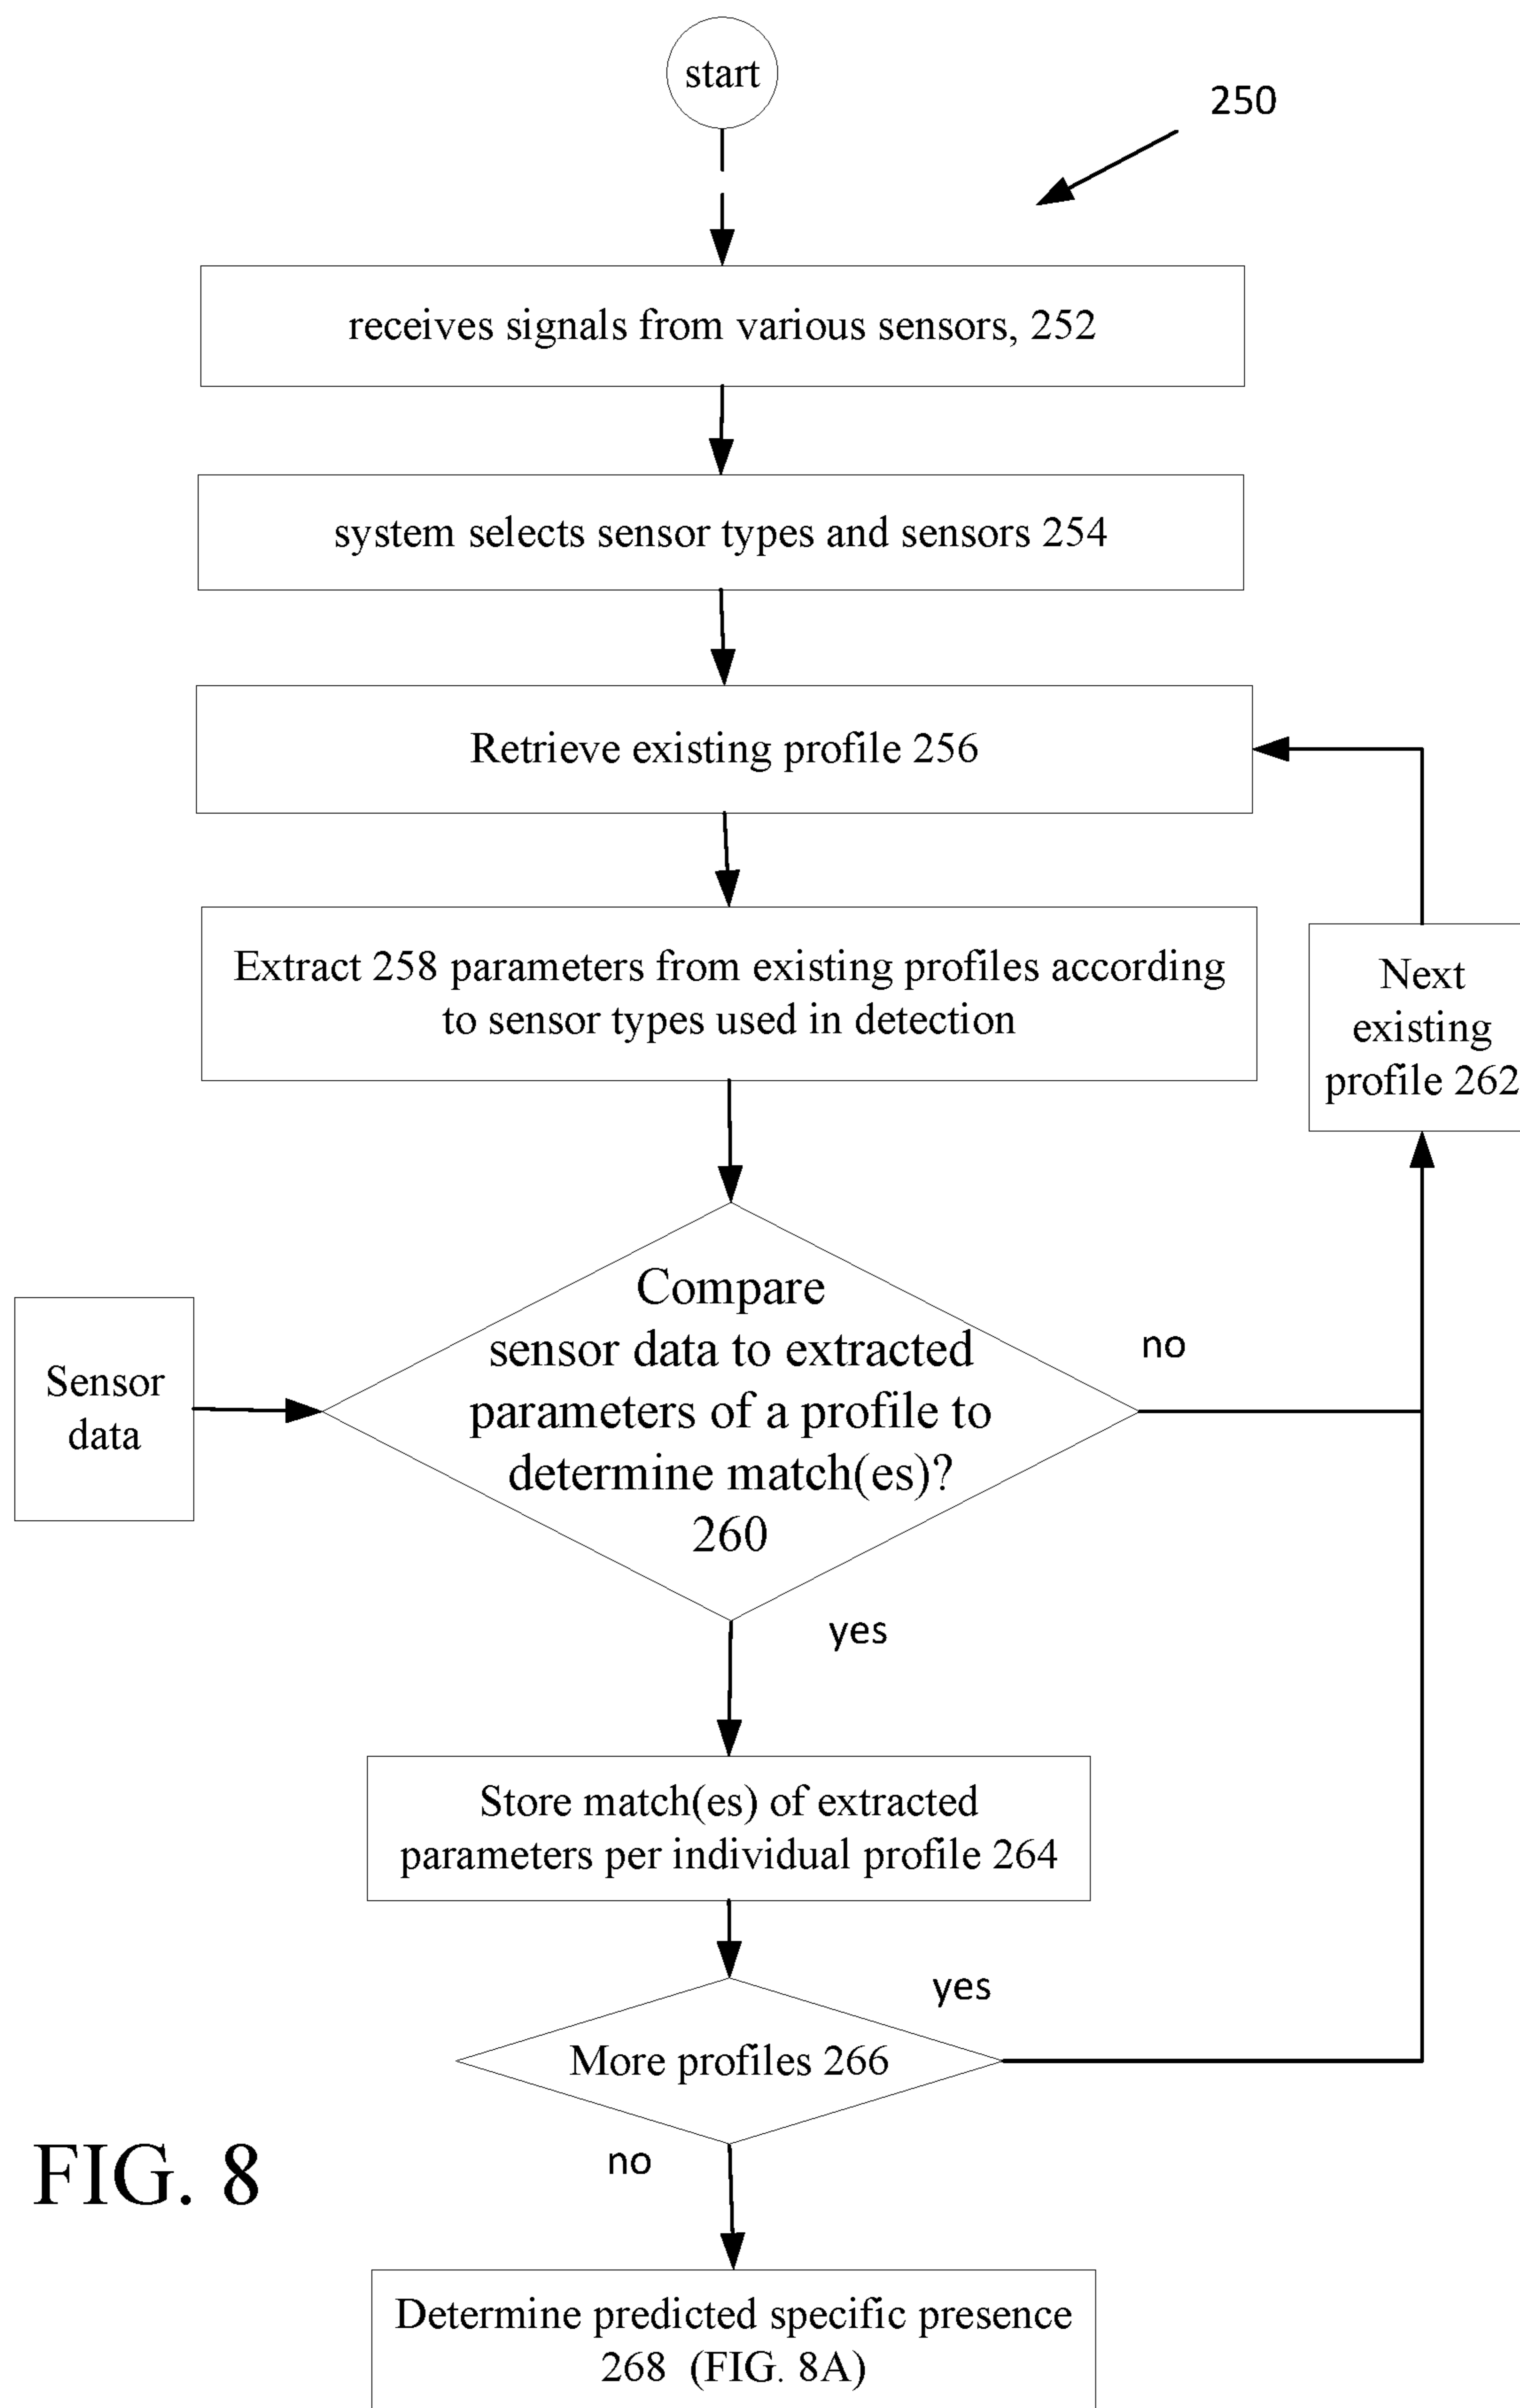 start
250
receives signals from various sensors, 252
system selects sensor types and sensors 254
Retrieve existing profile 256
Extract 258 parameters from existing profiles according
to sensor types used in detection
Next
existing
profile 262
Compare
sensor data to extracted
parameters of a profile to
determine match(es)?
260
no
Sensor
data
yes
Store match(es) of extracted
parameters per individual profile 264
yes
More profiles 266
no
FIG. 8
Determine predicted specific presence
268 (FIG. 8A)